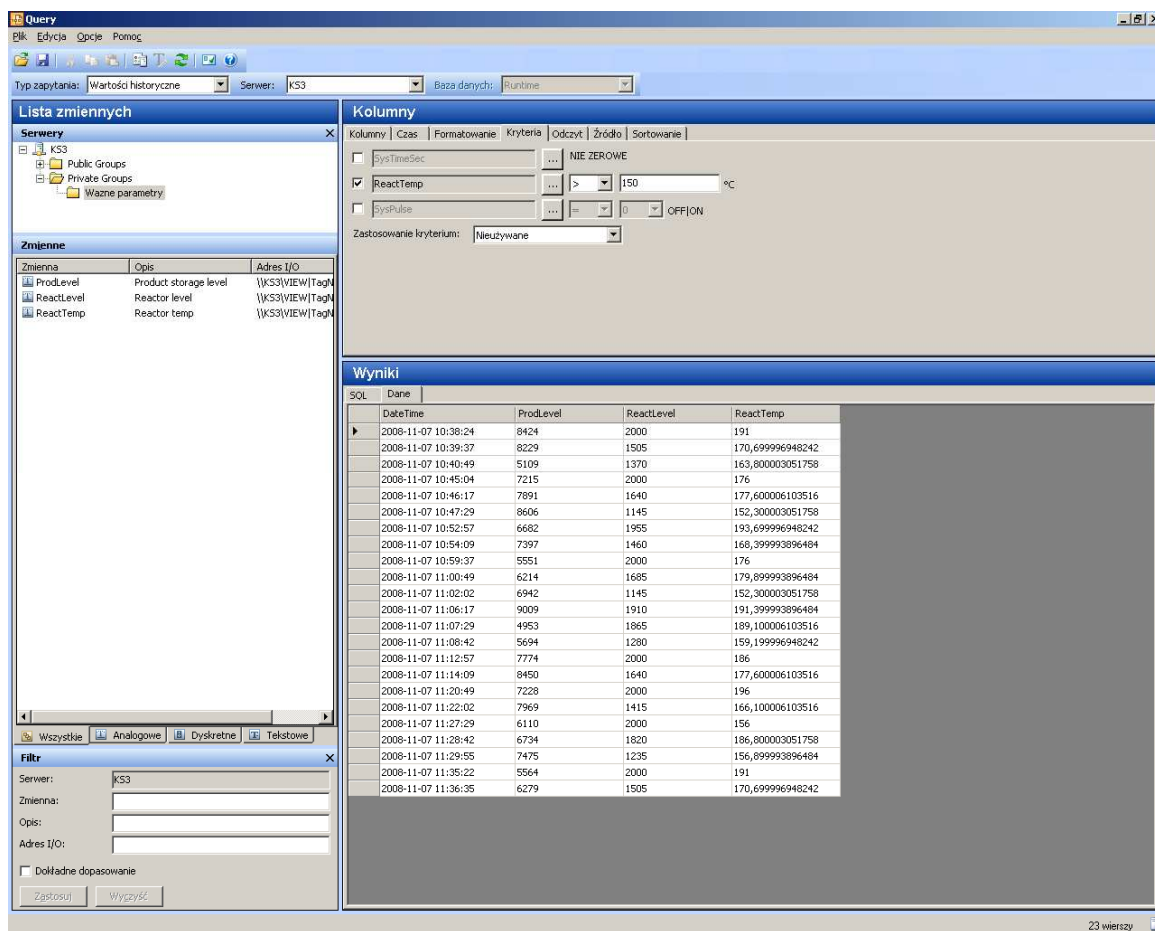 Query
Plik Edycja Opcje Pomoc
Typ zapytania: Wartości historyczne Serwer: KS3 Baza danych: Runtime
Lista zmiennych
Serwery
KS3
Public Groups
Private Groups
Wazne parametry
Zmienne
Zmienna Opis Adres I/O
ProdLevel Product storage level \\KS3\VIEW|TagN
ReactLevel Reactor level \\KS3\VIEW|TagN
ReactTemp Reactor temp \\KS3\VIEW|TagN
Wszystkie Analogowe Dyskretne Tekstowe
Filtr
Serwer: KS3
Zmienna:
Opis:
Adres I/O:
Dokładne dopasowanie
Zastosuj Wyczyść
Kolumny
Kolumny Czas Formatowanie Kryteria Odczyt Źródło Sortowanie
SysTimeSec ... NIE ZEROWE
ReactTemp ... > 150 °C
SysPulse ... = 0 OFF|ON
Zastosowanie kryterium: Nieużywane
Wyniki
SQL Dane
DateTime ProdLevel ReactLevel ReactTemp
2008-11-07 10:38:24 8424 2000 191
2008-11-07 10:39:37 8229 1505 170,699996948242
2008-11-07 10:40:49 5109 1370 163,800003051758
2008-11-07 10:45:04 7215 2000 176
2008-11-07 10:46:17 7891 1640 177,600006103516
2008-11-07 10:47:29 8606 1145 152,300003051758
2008-11-07 10:52:57 6682 1955 193,699996948242
2008-11-07 10:54:09 7397 1460 168,399993896484
2008-11-07 10:59:37 5551 2000 176
2008-11-07 11:00:49 6214 1685 179,899993896484
2008-11-07 11:02:02 6942 1145 152,300003051758
2008-11-07 11:06:17 9009 1910 191,399993896484
2008-11-07 11:07:29 4953 1865 189,100006103516
2008-11-07 11:08:42 5694 1280 159,199996948242
2008-11-07 11:12:57 7774 2000 186
2008-11-07 11:14:09 8450 1640 177,600006103516
2008-11-07 11:20:49 7228 2000 196
2008-11-07 11:22:02 7969 1415 166,100006103516
2008-11-07 11:27:29 6110 2000 156
2008-11-07 11:28:42 6734 1820 186,800003051758
2008-11-07 11:29:55 7475 1235 156,899993896484
2008-11-07 11:35:22 5564 2000 191
2008-11-07 11:36:35 6279 1505 170,699996948242
23 wierszy